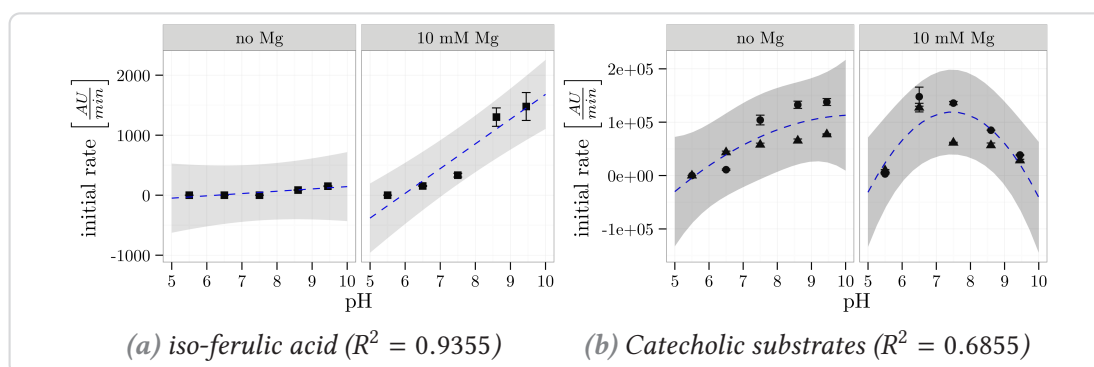 no Mg 10 mM Mg
initial rate [AU/min]
2000
1000
0
-1000
5 6 7 8 9 10 5 6 7 8 9 10
pH
(a) iso-ferulic acid (R² = 0.9355)
no Mg 10 mM Mg
initial rate [AU/min]
2e+05
1e+05
0e+00
-1e+05
5 6 7 8 9 10 5 6 7 8 9 10
pH
(b) Catecholic substrates (R² = 0.6855)